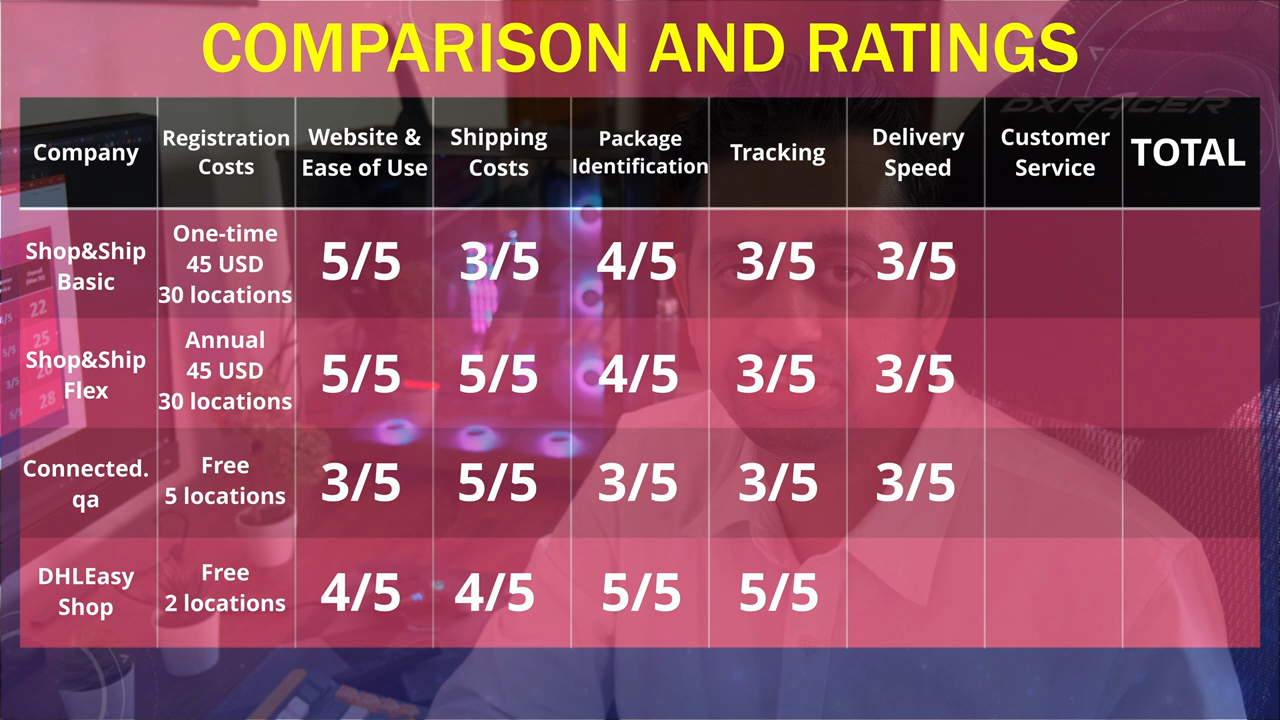 COMPARISON AND RATINGS
DXRACER
Company
Registration
Costs
Website &
Ease of Use
Shipping
Costs
Package
Identification
Tracking
Delivery
Speed
Customer
Service
TOTAL
Shop&Ship
Basic
One-time
45 USD
30 locations
5/5
3/5
4/5
3/5
3/5
Shop&Ship
Flex
Annual
45 USD
30 locations
5/5
5/5
4/5
3/5
3/5
Connected.
qa
Free
5 locations
3/5
5/5
3/5
3/5
3/5
DHLEasy
Shop
Free
2 locations
4/5
4/5
5/5
5/5
22
25
28